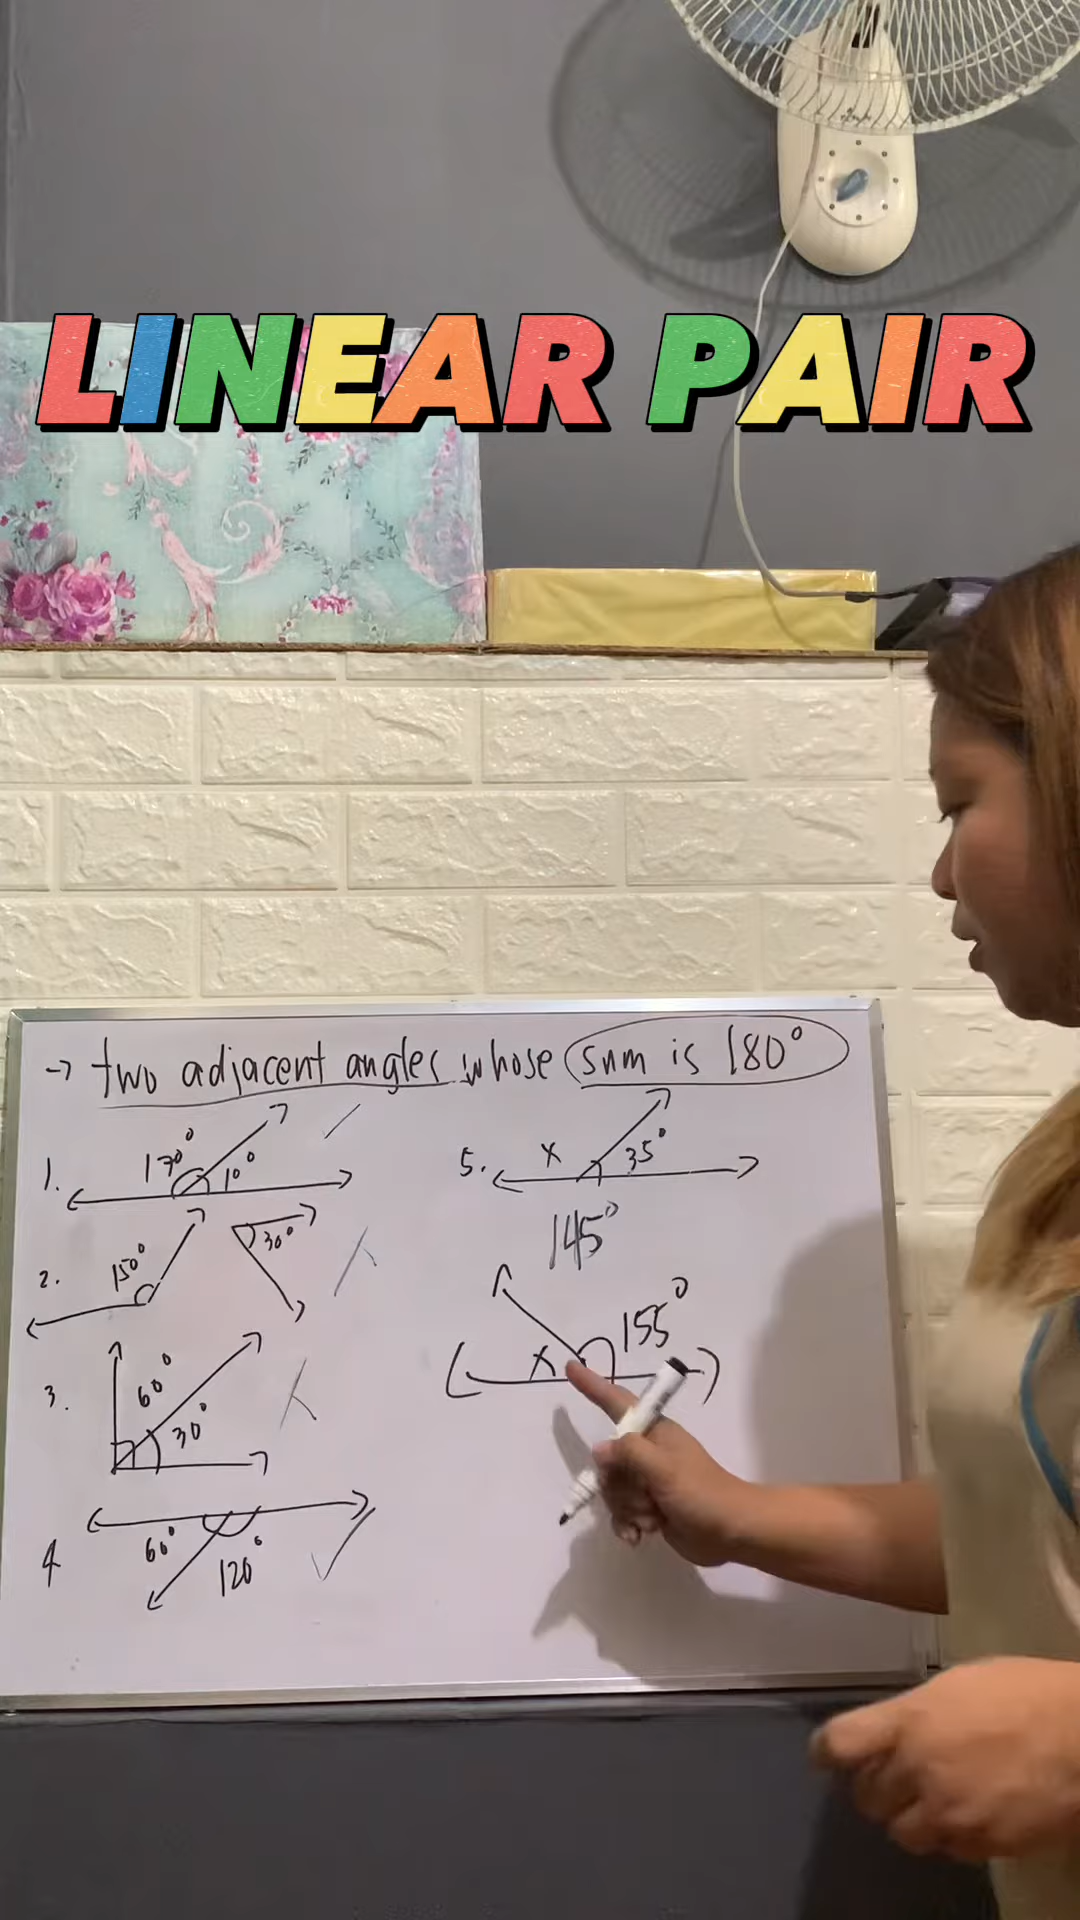 LINEAR PAIR
→ two adjacent angles whose sum is 180°
1. 170° 10°
2. 150° 30°
3. 60° 30°
4 60° 120°
5. x 35°
145°
x 155°